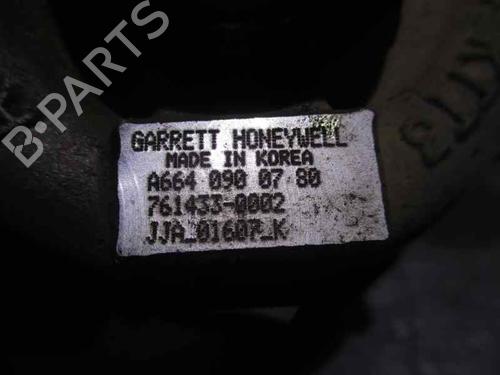 B-PARTS
GARRETT HONEYWELL
MADE IN KOREA
A664 090 07 80
761433-0002
JJA_01607_K